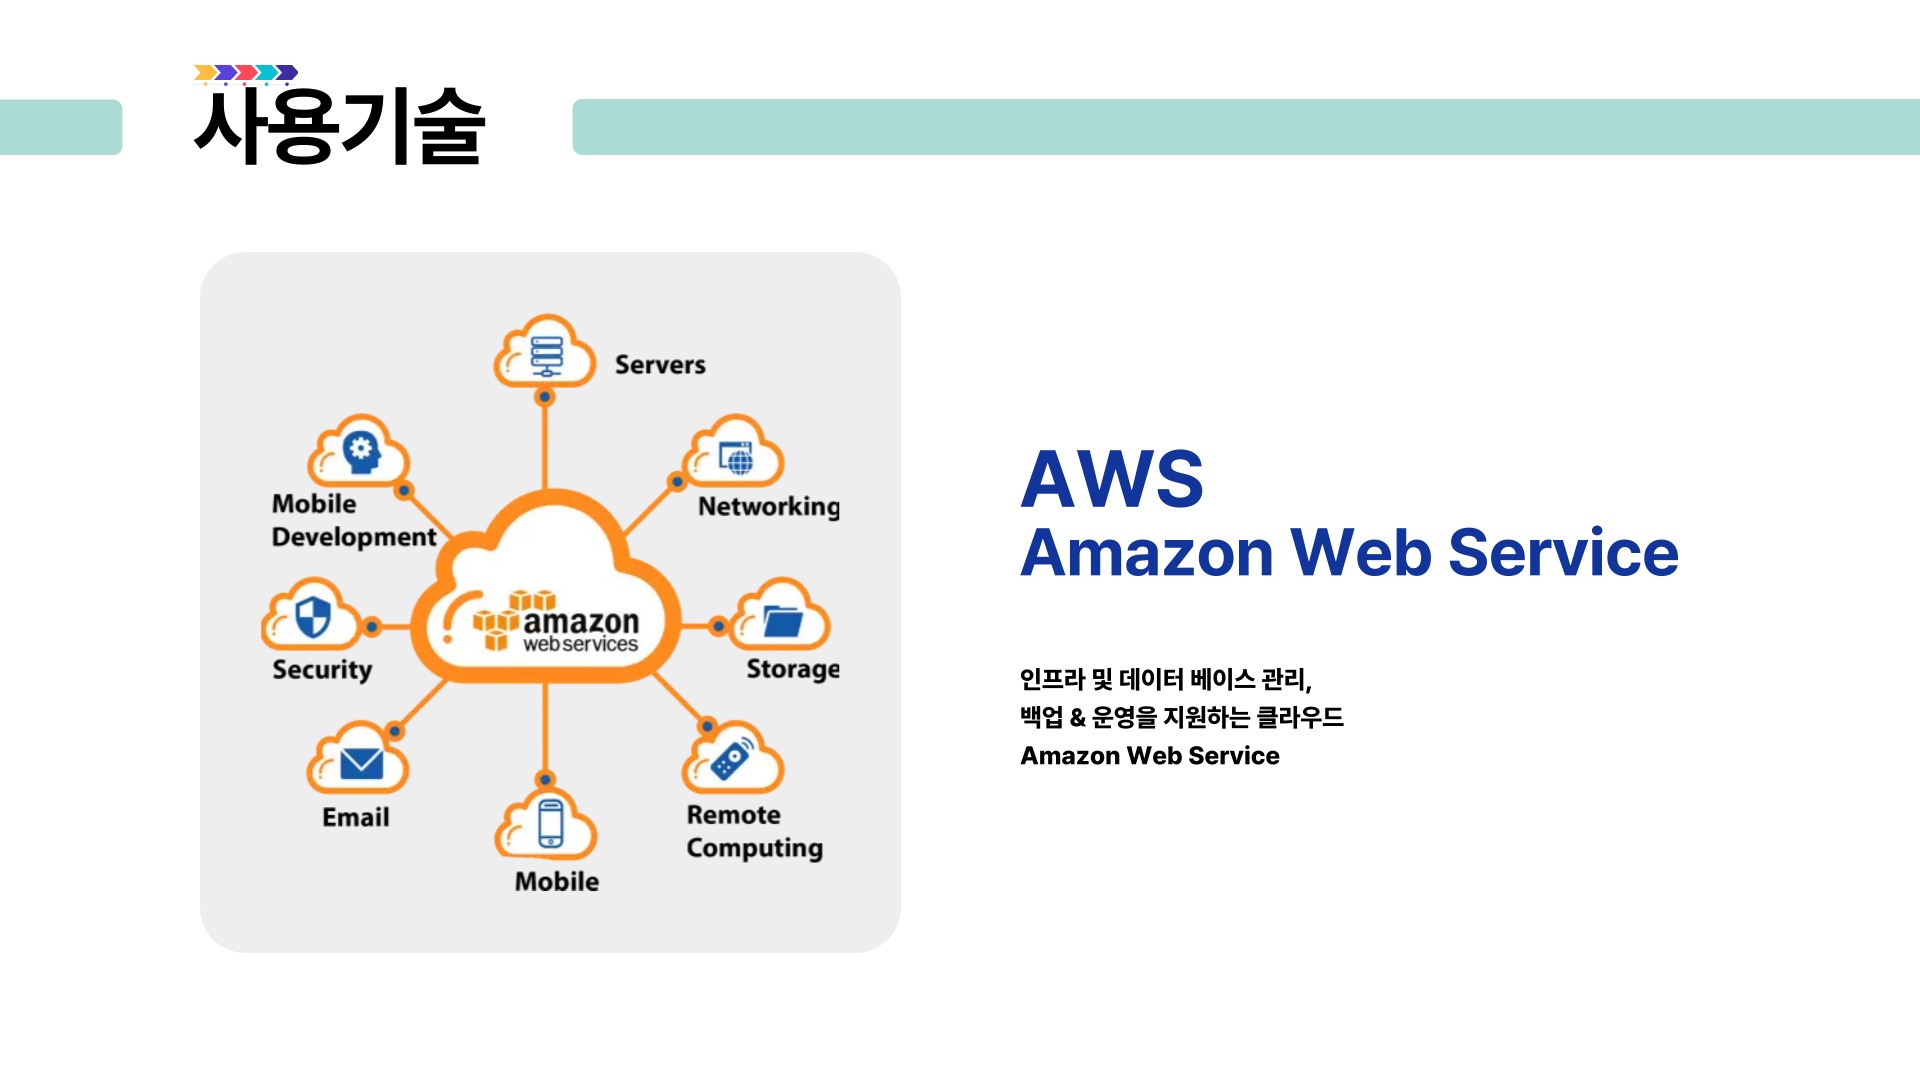 사용기술
Servers
Mobile
Development
Networking
amazon
web services
Security
Storage
Email
Remote
Computing
Mobile
AWS
Amazon Web Service
인프라 및 데이터 베이스 관리,
백업 & 운영을 지원하는 클라우드
Amazon Web Service